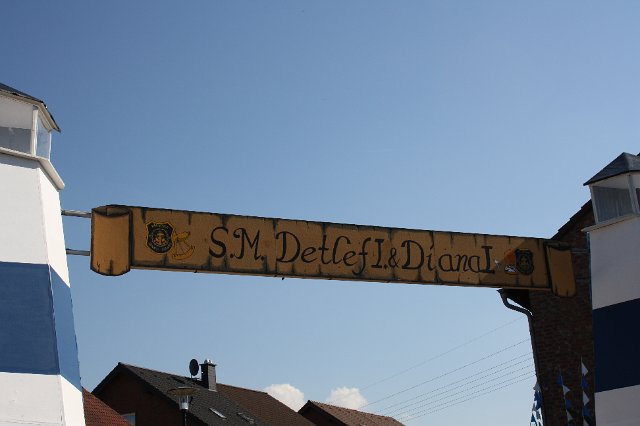 S.M. Detlef I. & Diana I.